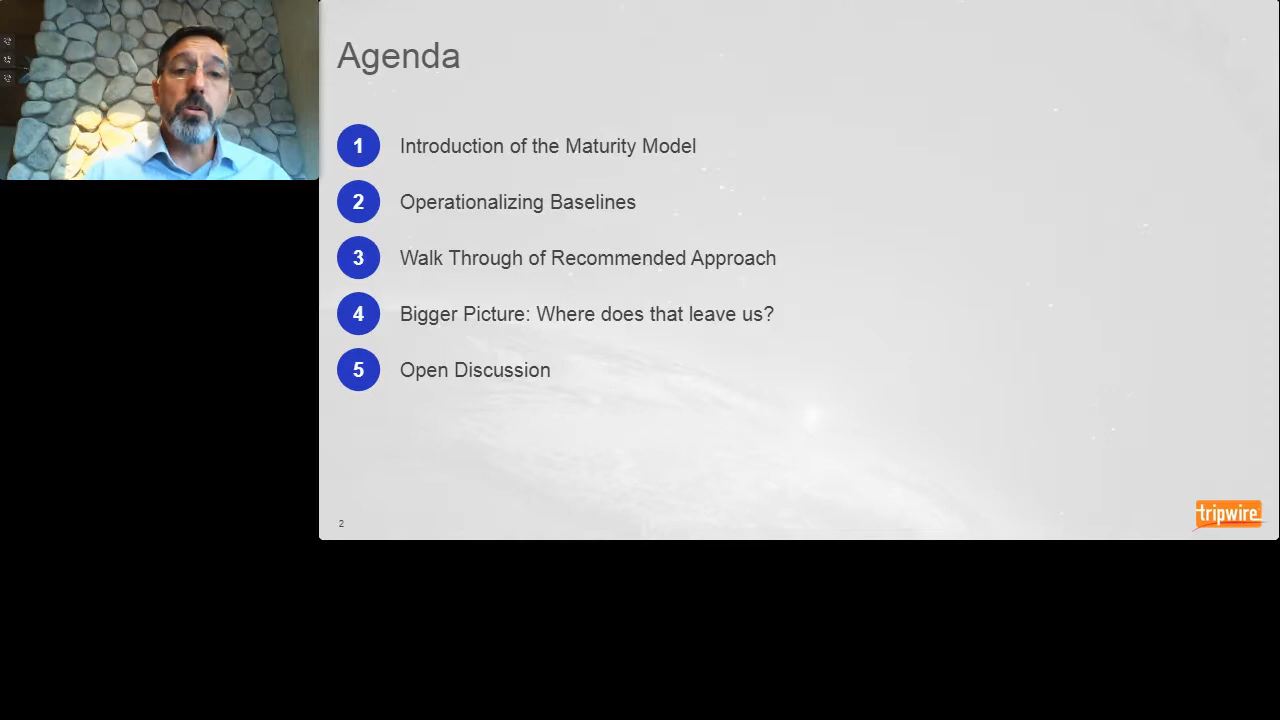 Agenda
1 Introduction of the Maturity Model
2 Operationalizing Baselines
3 Walk Through of Recommended Approach
4 Bigger Picture: Where does that leave us?
5 Open Discussion
2
tripwire